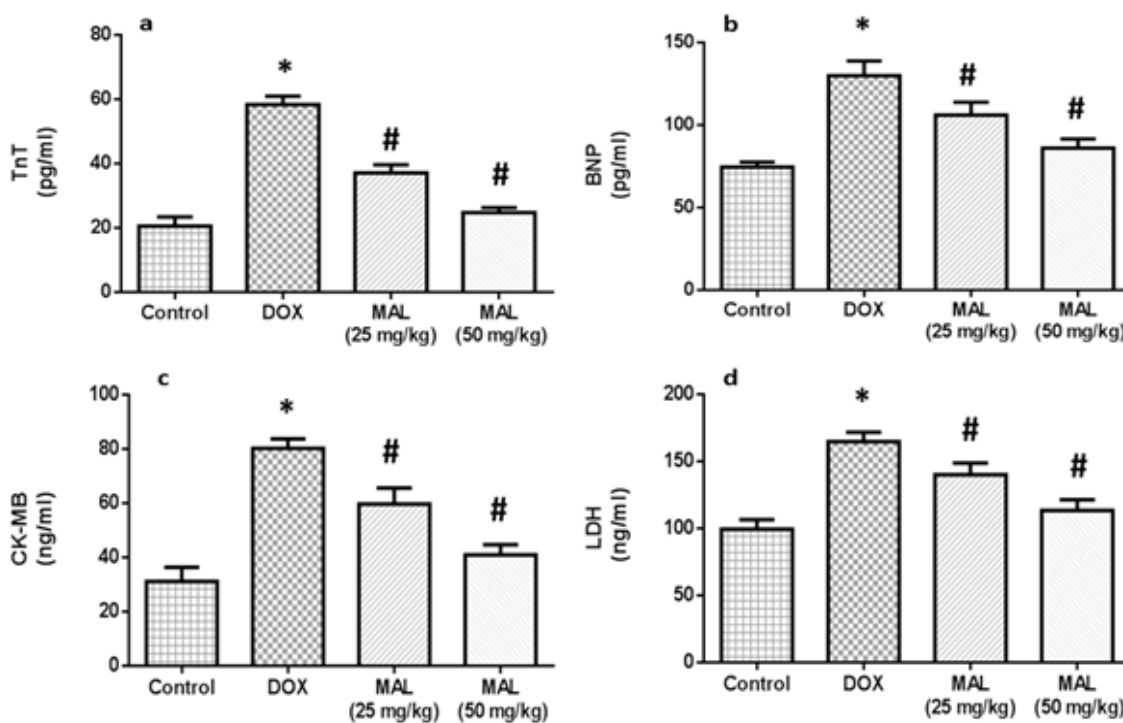 a
TnT
(pg/ml)
80
60
40
20
0
*
#
#
Control
DOX
MAL
(25 mg/kg)
MAL
(50 mg/kg)
b
BNP
(pg/ml)
150
100
50
0
*
#
#
Control
DOX
MAL
(25 mg/kg)
MAL
(50 mg/kg)
c
CK-MB
(ng/ml)
100
80
60
40
20
0
*
#
#
Control
DOX
MAL
(25 mg/kg)
MAL
(50 mg/kg)
d
LDH
(ng/ml)
200
150
100
50
0
*
#
#
Control
DOX
MAL
(25 mg/kg)
MAL
(50 mg/kg)